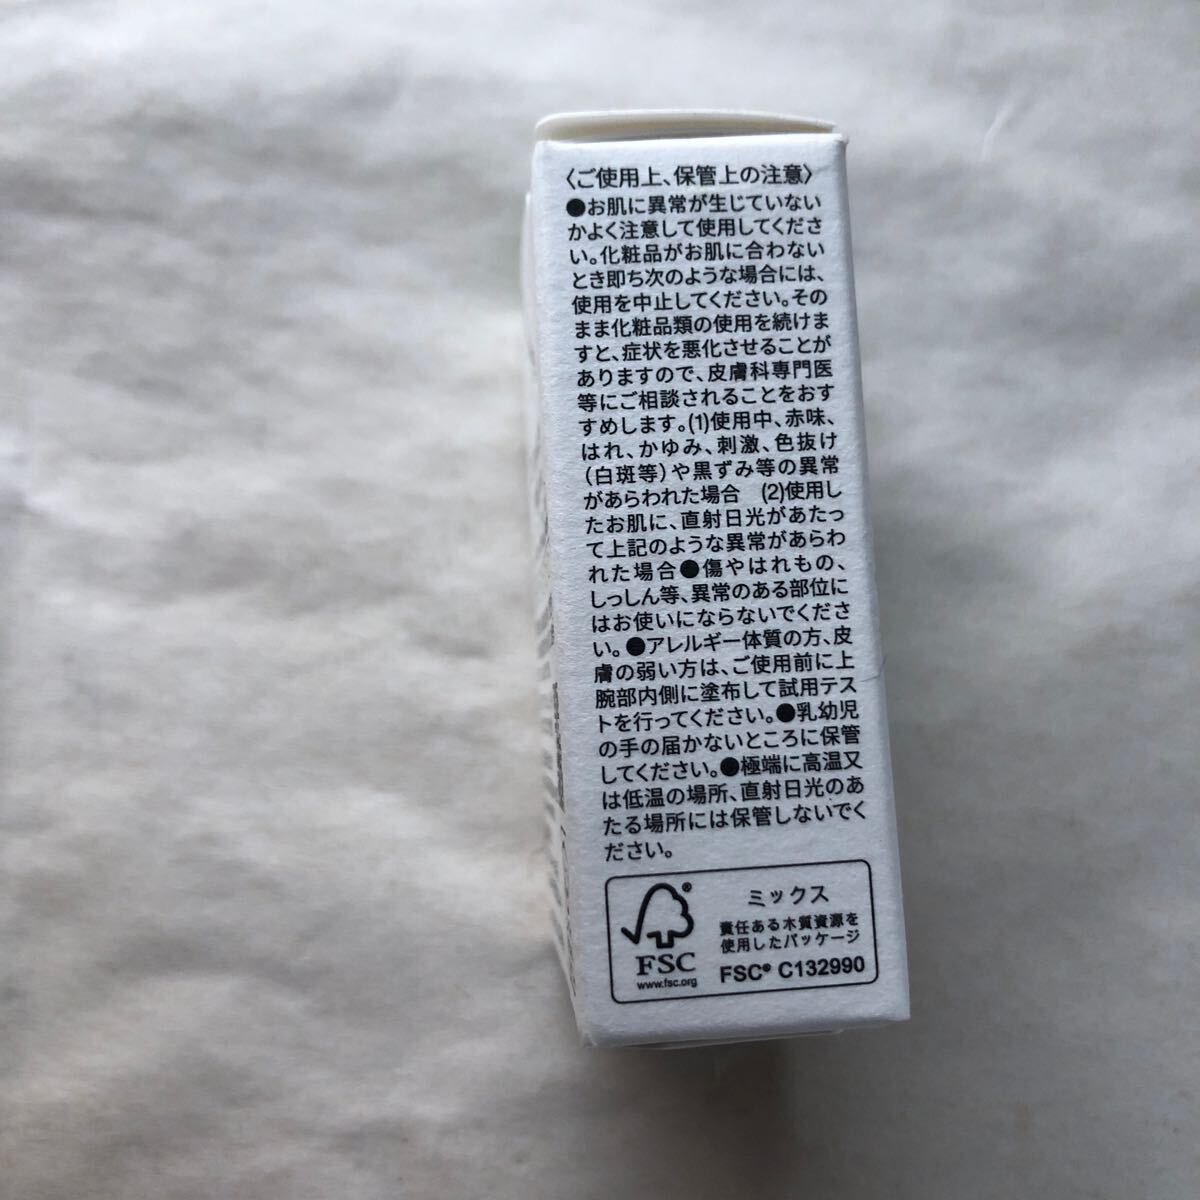 〈ご使用上、保管上の注意〉
●お肌に異常が生じていない
かよく注意して使用してくださ
い。化粧品がお肌に合わない
とき即ち次のような場合には、
使用を中止してください。その
まま化粧品類の使用を続けま
すと、症状を悪化させることが
ありますので、皮膚科専門医
等にご相談されることをおす
すめします。(1)使用中、赤味、
はれ、かゆみ、刺激、色抜け
（白斑等）や黒ずみ等の異常
があらわれた場合　(2)使用し
たお肌に、直射日光があたっ
て上記のような異常があらわ
れた場合●傷やはれもの、
しっしん等、異常のある部位に
はお使いにならないでくださ
い。●アレルギー体質の方、皮
膚の弱い方は、ご使用前に上
腕部内側に塗布して試用テス
トを行ってください。●乳幼児
の手の届かないところに保管
してください。●極端に高温又
は低温の場所、直射日光のあ
たる場所には保管しないでく
ださい。
FSC®
www.fsc.org
ミックス
責任ある木質資源を
使用したパッケージ
FSC® C132990